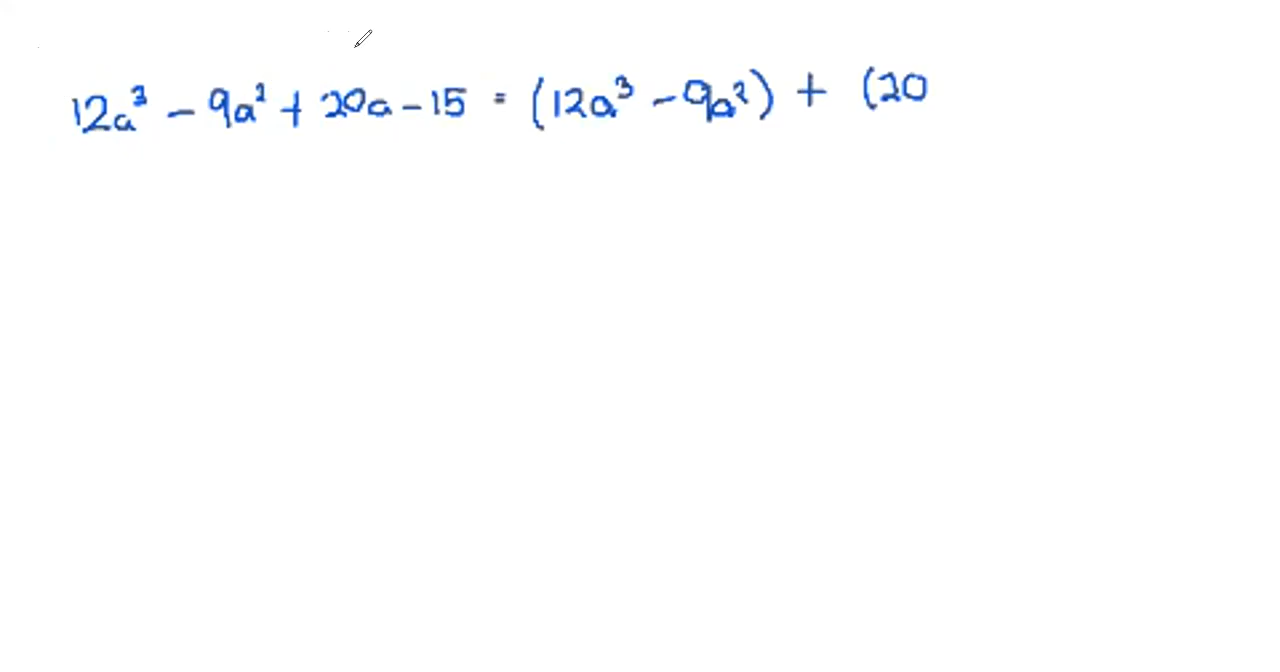 12a³ – 9a² + 20a – 15 = (12a³ – 9a²) + (20